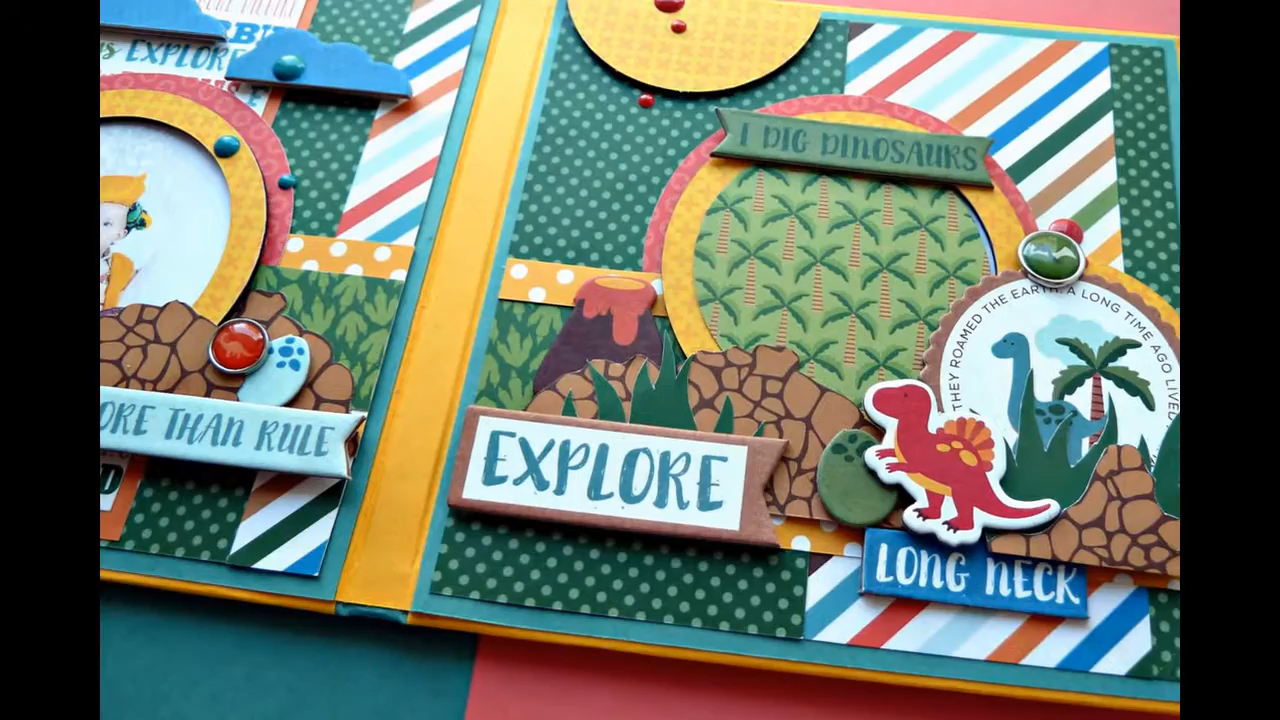 EXPLORE
ORE THAN RULE
I DIG DINOSAURS
THEY ROAMED THE EARTH. A LONG TIME AGO LIVED
EXPLORE
LONG NECK